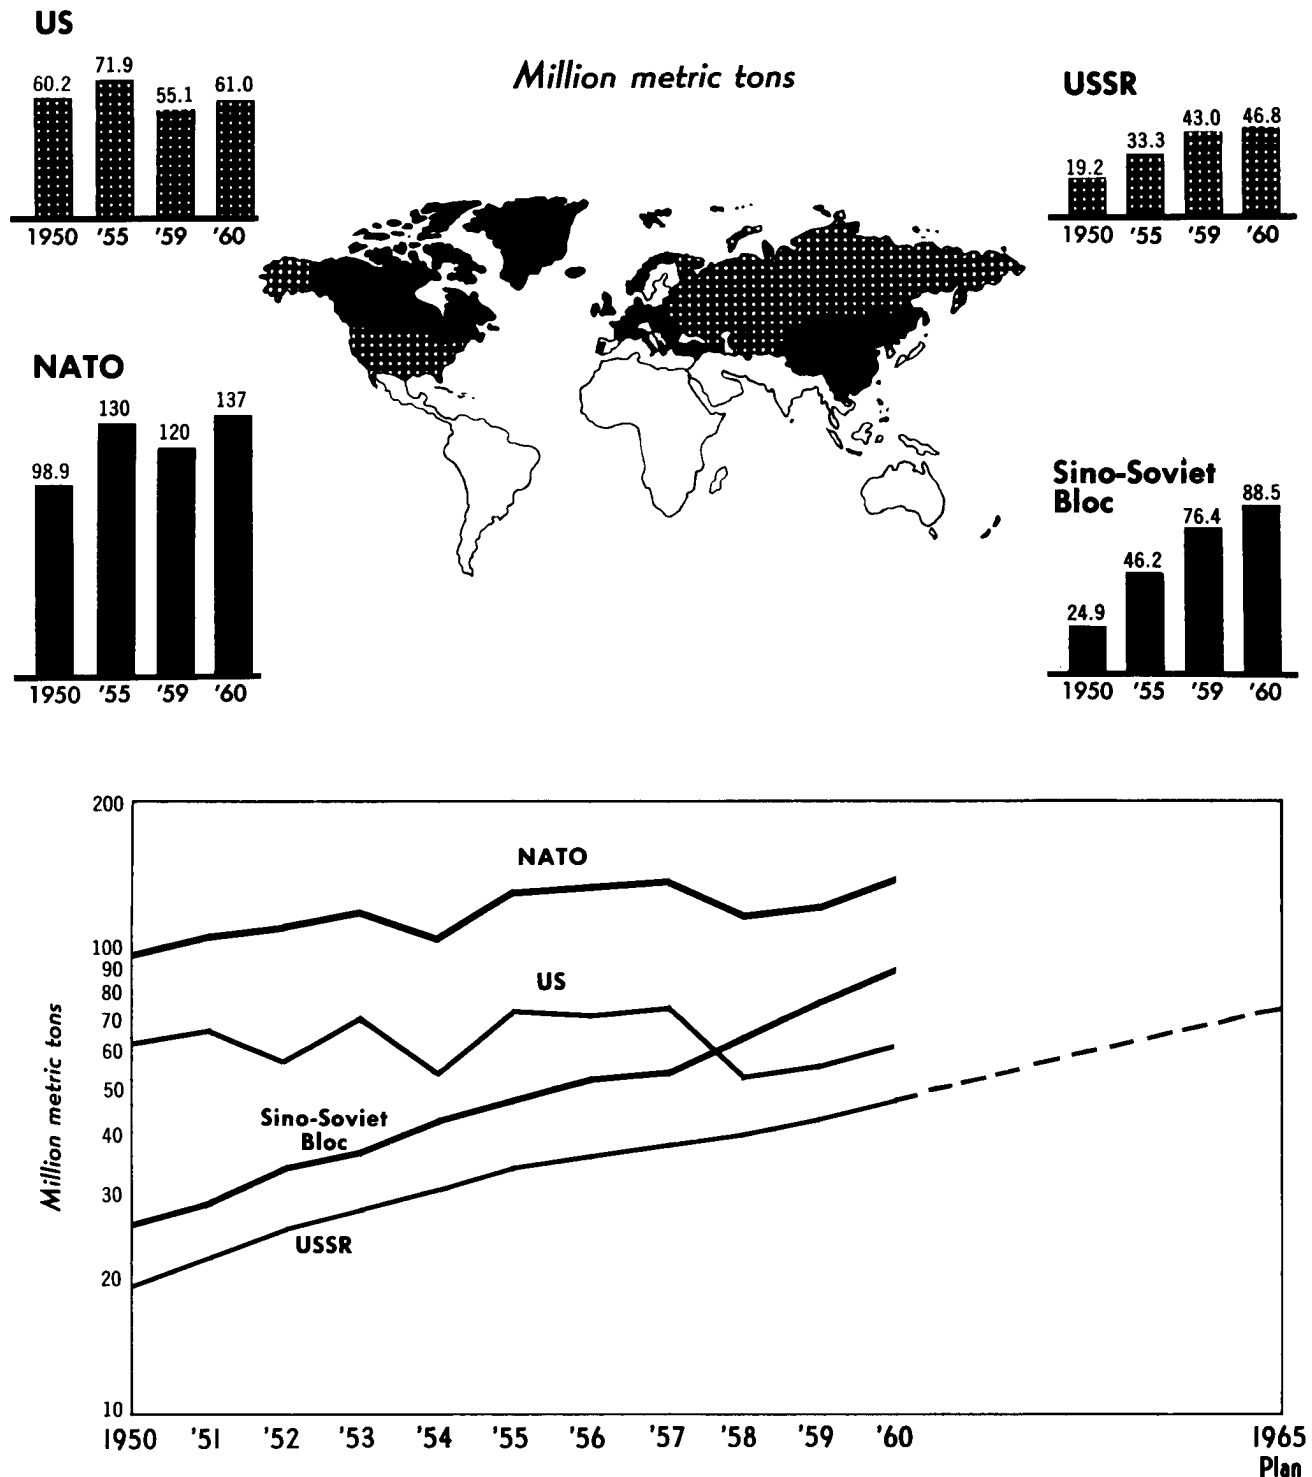 US
60.2
71.9
55.1
61.0
1950 '55 '59 '60
Million metric tons
USSR
19.2
33.3
43.0
46.8
1950 '55 '59 '60
NATO
98.9
130
120
137
1950 '55 '59 '60
Sino-Soviet
Bloc
24.9
46.2
76.4
88.5
1950 '55 '59 '60
Million metric tons
200
100
90
80
70
60
50
40
30
20
10
NATO
US
Sino-Soviet
Bloc
USSR
1950 '51 '52 '53 '54 '55 '56 '57 '58 '59 '60 1965
Plan